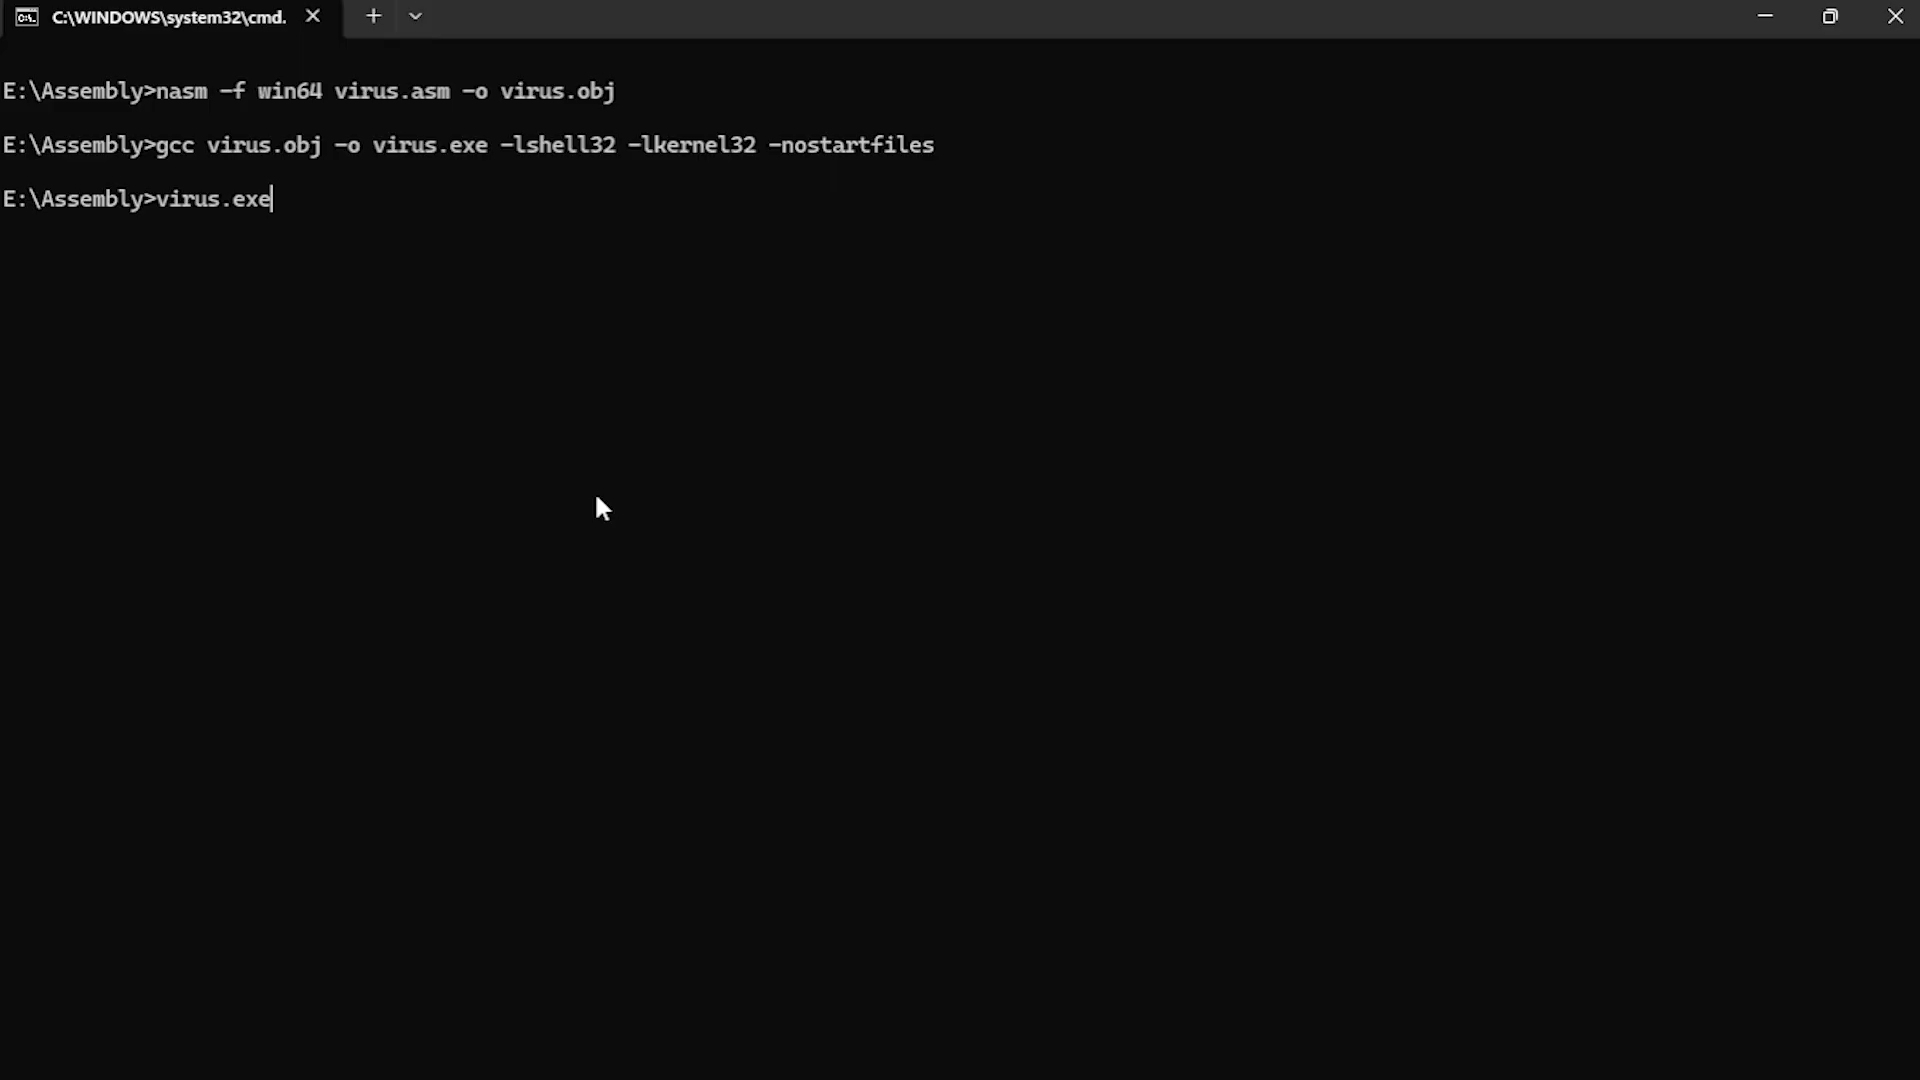 C:\WINDOWS\system32\cmd.
E:\Assembly>nasm -f win64 virus.asm -o virus.obj
E:\Assembly>gcc virus.obj -o virus.exe -lshell32 -lkernel32 -nostartfiles
E:\Assembly>virus.exe